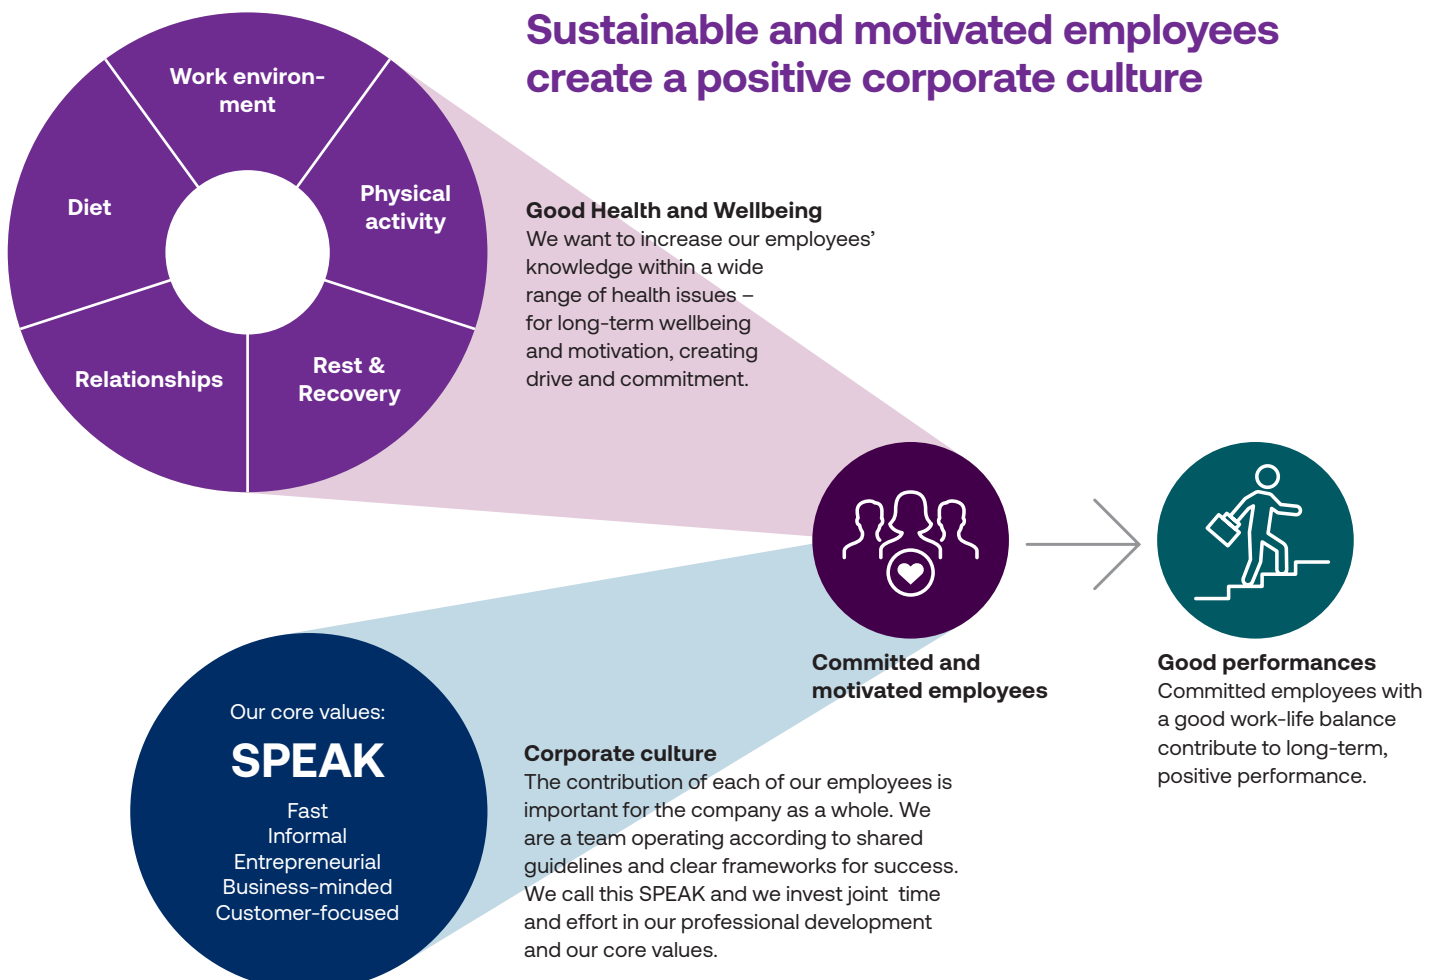 Sustainable and motivated employees
create a positive corporate culture
Work environ-
ment
Diet
Physical
activity
Relationships
Rest &
Recovery
Good Health and Wellbeing
We want to increase our employees’
knowledge within a wide
range of health issues –
for long-term wellbeing
and motivation, creating
drive and commitment.
Committed and
motivated employees
Good performances
Committed employees with
a good work-life balance
contribute to long-term,
positive performance.
Our core values:
SPEAK
Fast
Informal
Entrepreneurial
Business-minded
Customer-focused
Corporate culture
The contribution of each of our employees is
important for the company as a whole. We
are a team operating according to shared
guidelines and clear frameworks for success.
We call this SPEAK and we invest joint  time
and effort in our professional development
and our core values.